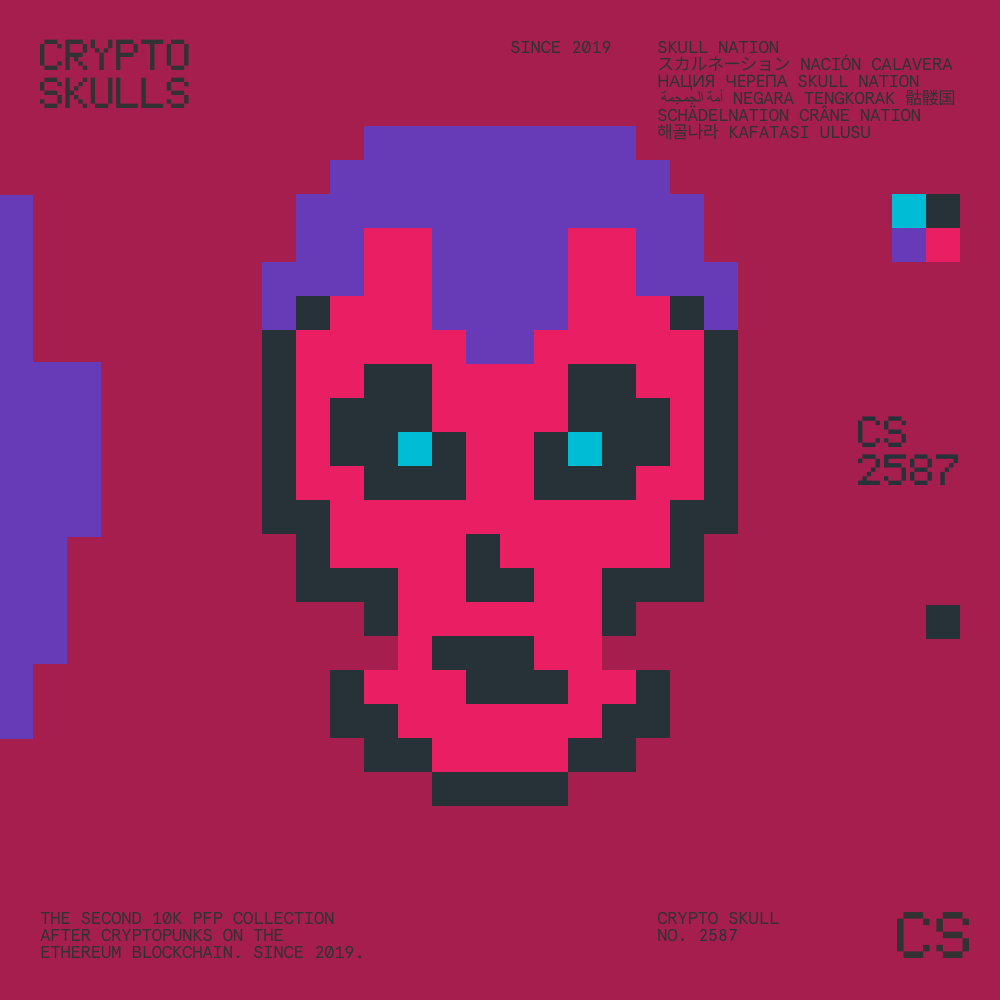 CRYPTO
SKULLS
SINCE 2019
SKULL NATION
スカルネーション NACIÓN CALAVERA
НАЦИЯ ЧЕРЕПА SKULL NATION
أمة الجمجمة NEGARA TENGKORAK 骷髅国
SCHÄDELNATION CRÂNE NATION
해골나라 KAFATASI ULUSU
CS
2587
THE SECOND 10K PFP COLLECTION
AFTER CRYPTOPUNKS ON THE
ETHEREUM BLOCKCHAIN. SINCE 2019.
CRYPTO SKULL
NO. 2587
CS